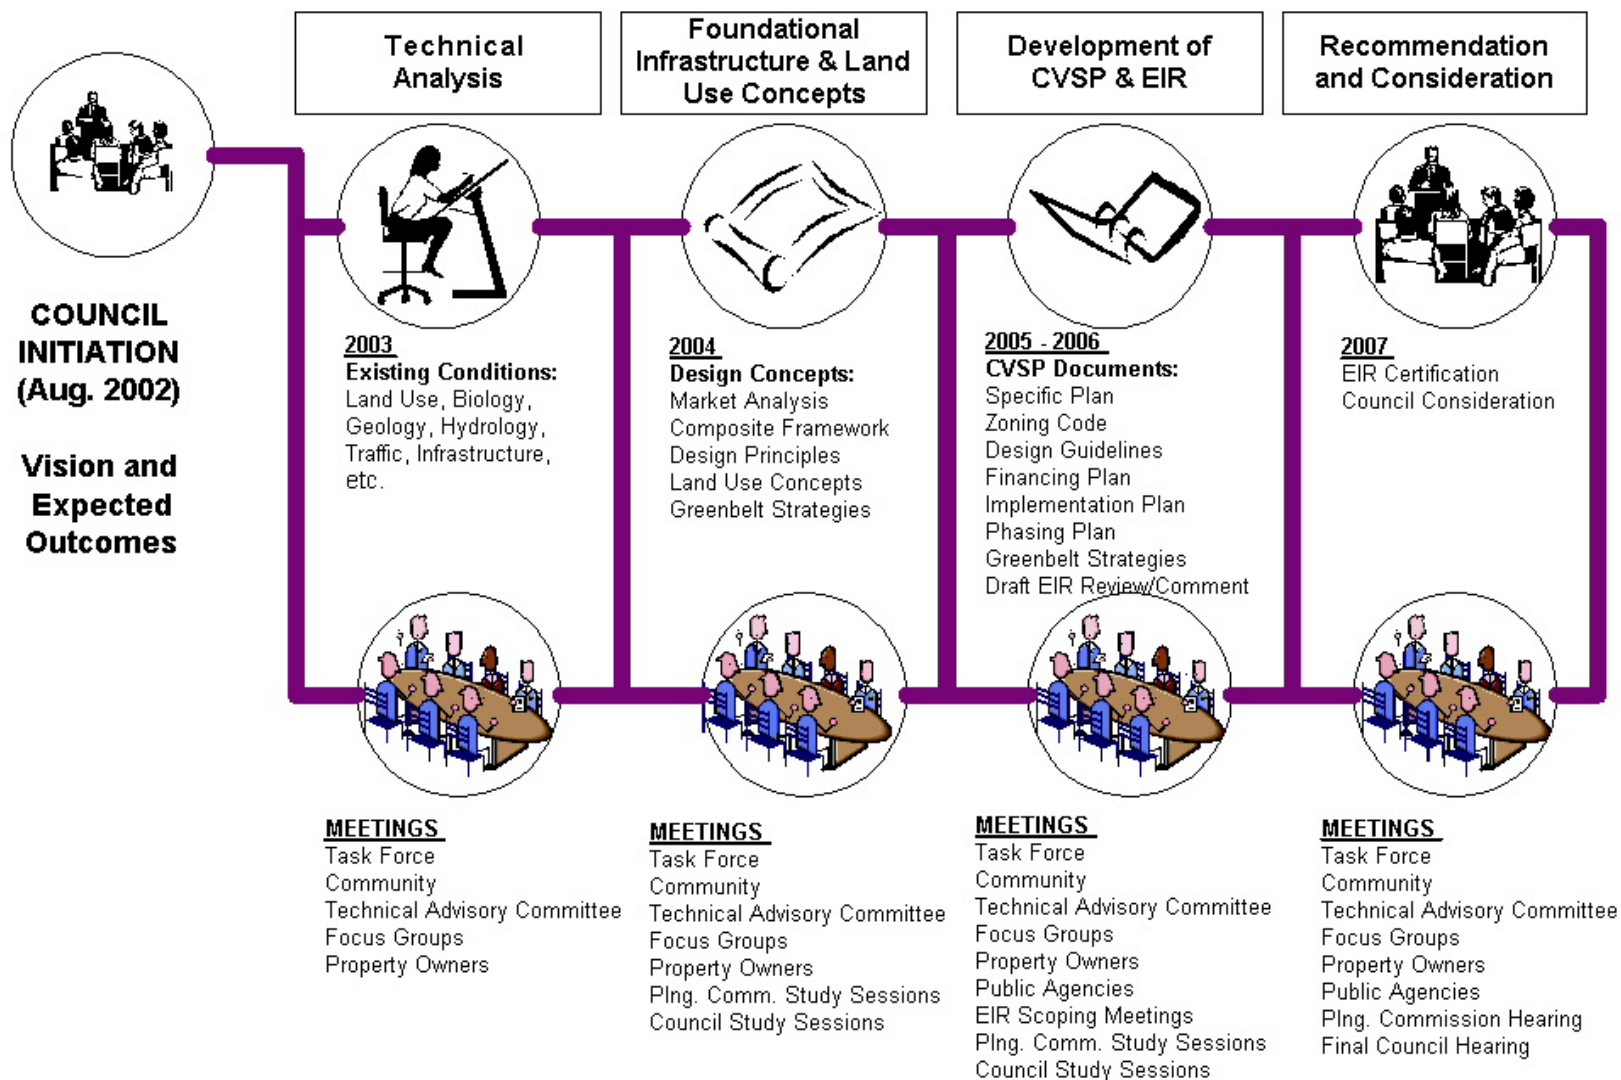 Technical
Analysis
Foundational
Infrastructure & Land
Use Concepts
Development of
CVSP & EIR
Recommendation
and Consideration
COUNCIL
INITIATION
(Aug. 2002)
Vision and
Expected
Outcomes
2003
Existing Conditions:
Land Use, Biology,
Geology, Hydrology,
Traffic, Infrastructure,
etc.
2004
Design Concepts:
Market Analysis
Composite Framework
Design Principles
Land Use Concepts
Greenbelt Strategies
2005 - 2006
CVSP Documents:
Specific Plan
Zoning Code
Design Guidelines
Financing Plan
Implementation Plan
Phasing Plan
Greenbelt Strategies
Draft EIR Review/Comment
2007
EIR Certification
Council Consideration
MEETINGS
Task Force
Community
Technical Advisory Committee
Focus Groups
Property Owners
MEETINGS
Task Force
Community
Technical Advisory Committee
Focus Groups
Property Owners
Plng. Comm. Study Sessions
Council Study Sessions
MEETINGS
Task Force
Community
Technical Advisory Committee
Focus Groups
Property Owners
Public Agencies
EIR Scoping Meetings
Plng. Comm. Study Sessions
Council Study Sessions
MEETINGS
Task Force
Community
Technical Advisory Committee
Focus Groups
Property Owners
Public Agencies
Plng. Commission Hearing
Final Council Hearing